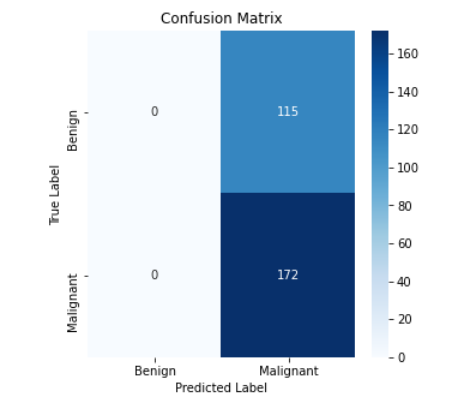 Confusion Matrix
0 115
0 172
Benign
Malignant
True Label
Benign Malignant
Predicted Label
160
140
120
100
80
60
40
20
0